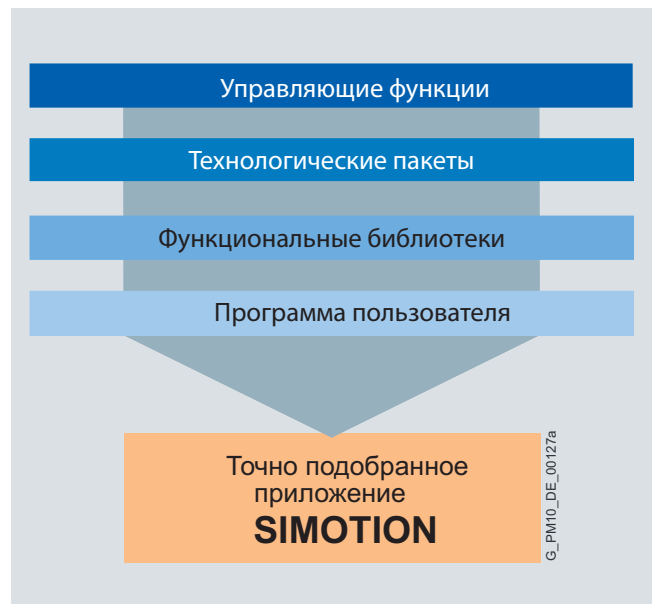 Управляющие функции
Технологические пакеты
Функциональные библиотеки
Программа пользователя
Точно подобранное
приложение
SIMOTION
G_PM10_DE_00127a